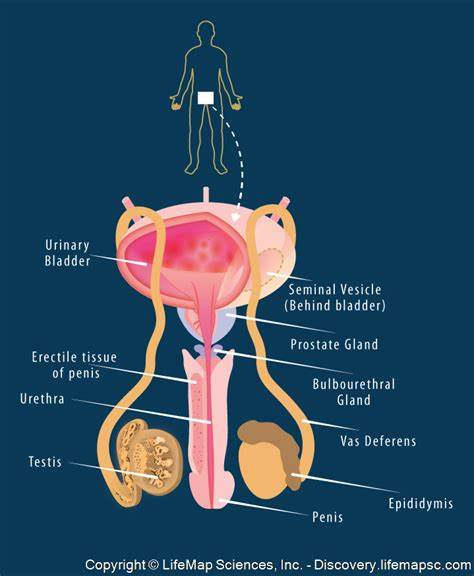 Urinary
Bladder
Seminal Vesicle
(Behind bladder)
Prostate Gland
Erectile tissue
of penis
Bulbourethral
Gland
Urethra
Vas Deferens
Testis
Epididymis
Penis
Copyright © LifeMap Sciences, Inc. - Discovery.lifemapsc.com